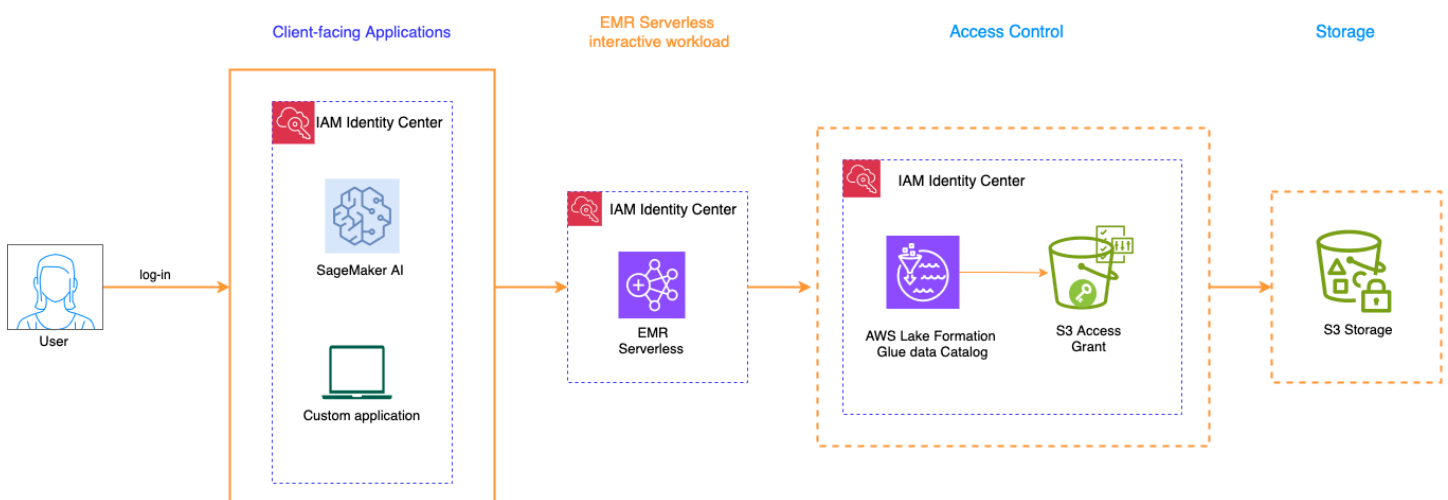 Client-facing Applications
EMR Serverless
interactive workload
Access Control
Storage
IAM Identity Center
SageMaker AI
Custom application
log-in
User
IAM Identity Center
EMR
Serverless
IAM Identity Center
AWS Lake Formation
Glue data Catalog
S3 Access
Grant
S3 Storage